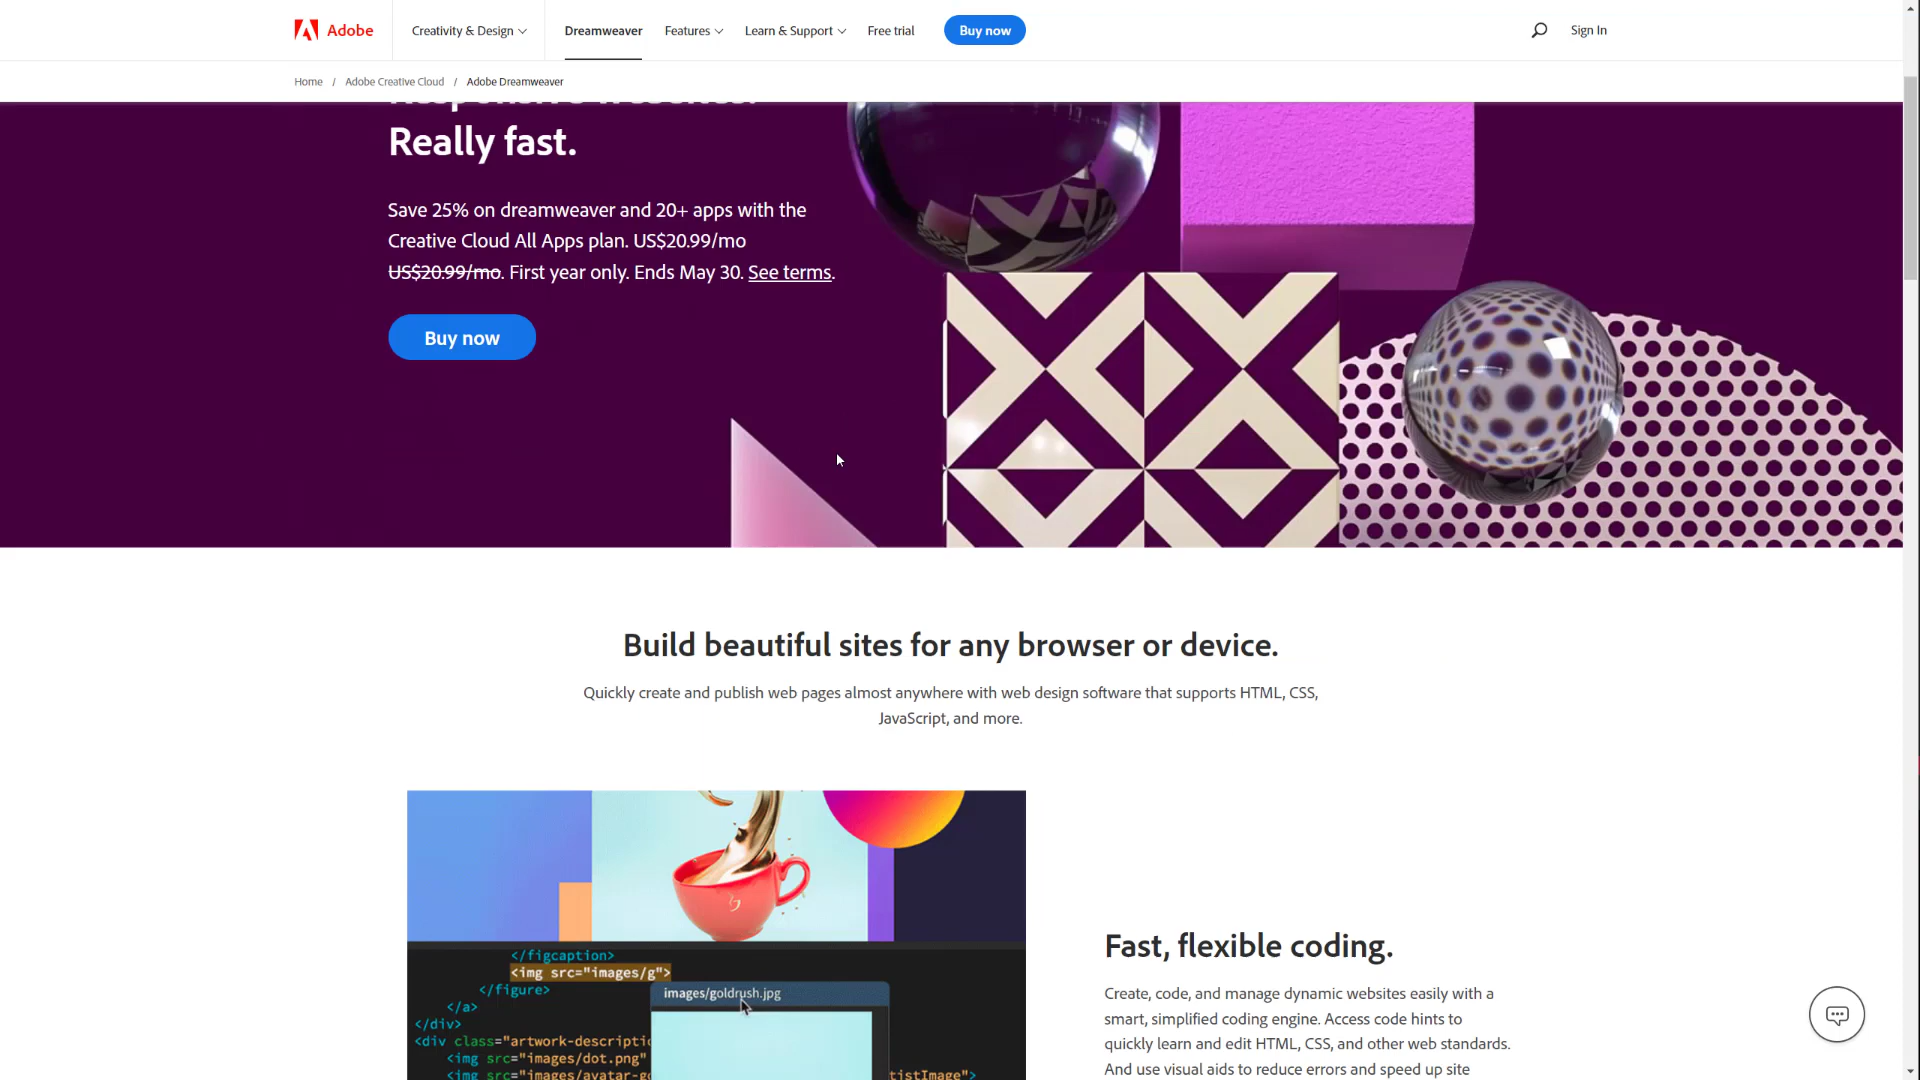 Adobe
Creativity & Design
Dreamweaver
Features
Learn & Support
Free trial
Buy now
Sign In
Home / Adobe Creative Cloud / Adobe Dreamweaver
Responsive websites.
Really fast.
Save 25% on dreamweaver and 20+ apps with the
Creative Cloud All Apps plan. US$20.99/mo
US$20.99/mo. First year only. Ends May 30. See terms.
Buy now
Build beautiful sites for any browser or device.
Quickly create and publish web pages almost anywhere with web design software that supports HTML, CSS,
JavaScript, and more.
</figcaption>
<img src="images/g">
</figure>
images/goldrush.jpg
</a>
</div>
<div class="artwork-descripti
<img src="images/dot.png"
<img src="images/avatar-g
tistImage">
Fast, flexible coding.
Create, code, and manage dynamic websites easily with a
smart, simplified coding engine. Access code hints to
quickly learn and edit HTML, CSS, and other web standards.
And use visual aids to reduce errors and speed up site